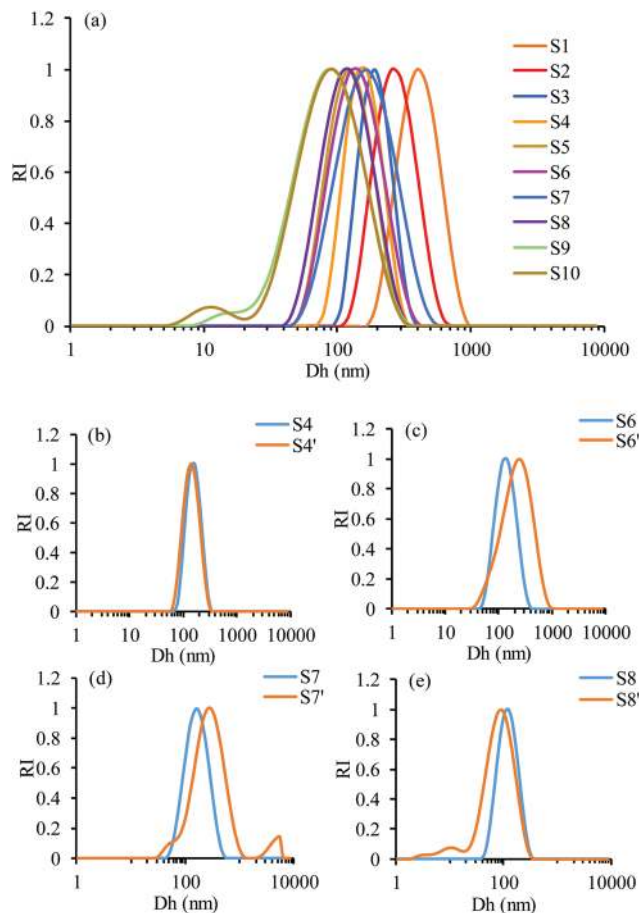 (a)
1.2
1
0.8
0.6
0.4
0.2
0
RI
1 10 100 1000 10000
Dh (nm)
S1
S2
S3
S4
S5
S6
S7
S8
S9
S10
(b)
S4
S4'
1.2
1
0.8
0.6
0.4
0.2
0
RI
1 10 100 1000 10000
Dh (nm)
(c)
S6
S6'
1.2
1
0.8
0.6
0.4
0.2
0
RI
1 10 100 1000 10000
Dh (nm)
(d)
S7
S7'
1.2
1
0.8
0.6
0.4
0.2
0
RI
1 100 10000
Dh (nm)
(e)
S8
S8'
1.2
1
0.8
0.6
0.4
0.2
0
RI
1 100 10000
Dh (nm)